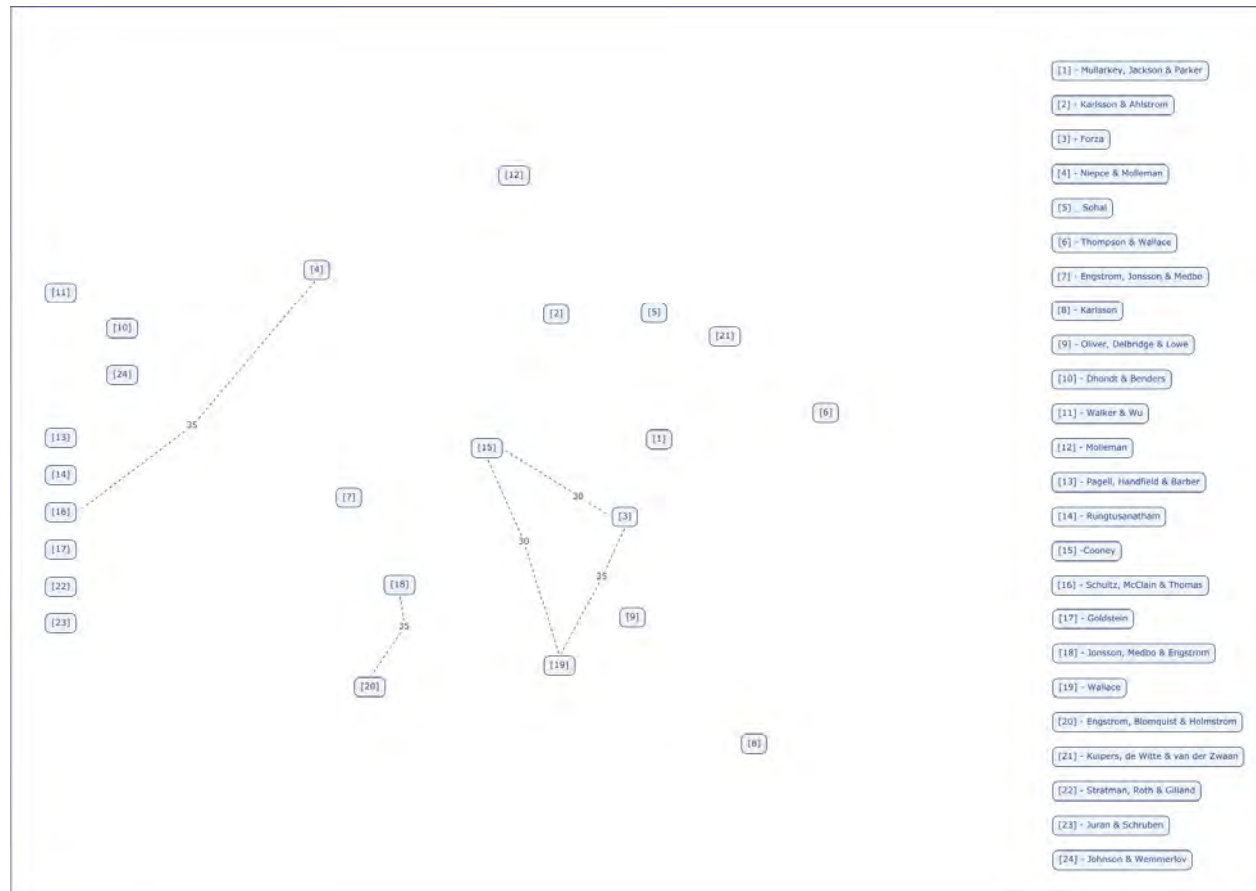 [1] - Mullarkey, Jackson & Parker
[2] - Karlsson & Ahlstrom
[3] - Forza
[12]
[4] - Niepce & Molleman
[5] _ Sohal
[6] - Thompson & Wallace
[4]
[7] - Engstrom, Jonsson & Medbo
[11]
[8] - Karlsson
[2]
[5]
[10]
[21]
[9] - Oliver, Delbridge & Lowe
[24]
[10] - Dhondt & Benders
[6]
[11] - Walker & Wu
35
[13]
[1]
[15]
[12] - Molleman
[14]
[13] - Pagell, Handfield & Barber
[7]
30
[16]
[3]
[14] - Rungtusanatham
30
[17]
[15] -Cooney
35
[18]
[22]
[16] - Schultz, McClain & Thomas
[9]
[17] - Goldstein
[23]
35
[18] - Jonsson, Medbo & Engstrom
[19]
[20]
[19] - Wallace
[20] - Engstrom, Blomquist & Holmstrom
[8]
[21] - Kuipers, de Witte & van der Zwaan
[22] - Stratman, Roth & Gilland
[23] - Juran & Schruben
[24] - Johnson & Wemmerlov